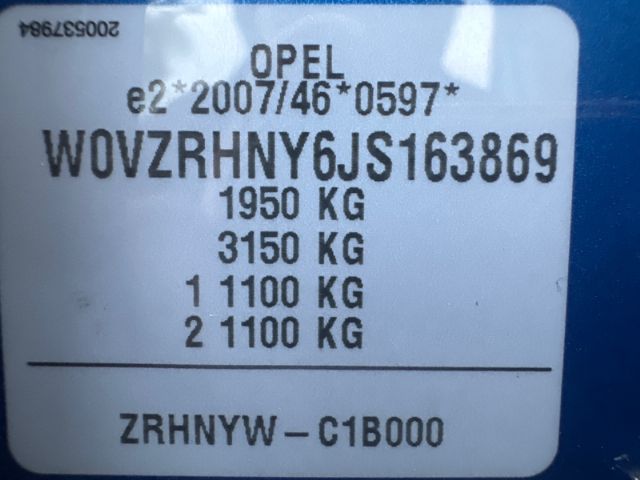 200537984
OPEL
e2*2007/46*0597*
W0VZRHNY6JS163869
1950 KG
3150 KG
1 1100 KG
2 1100 KG
ZRHNYW-C1B000